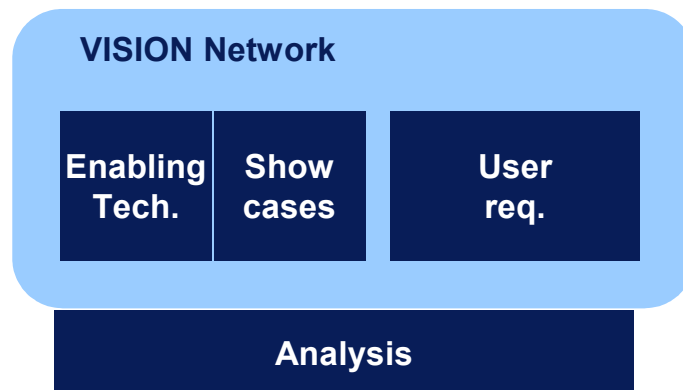 VISION Network
Enabling
Tech.
Show
cases
User
req.
Analysis